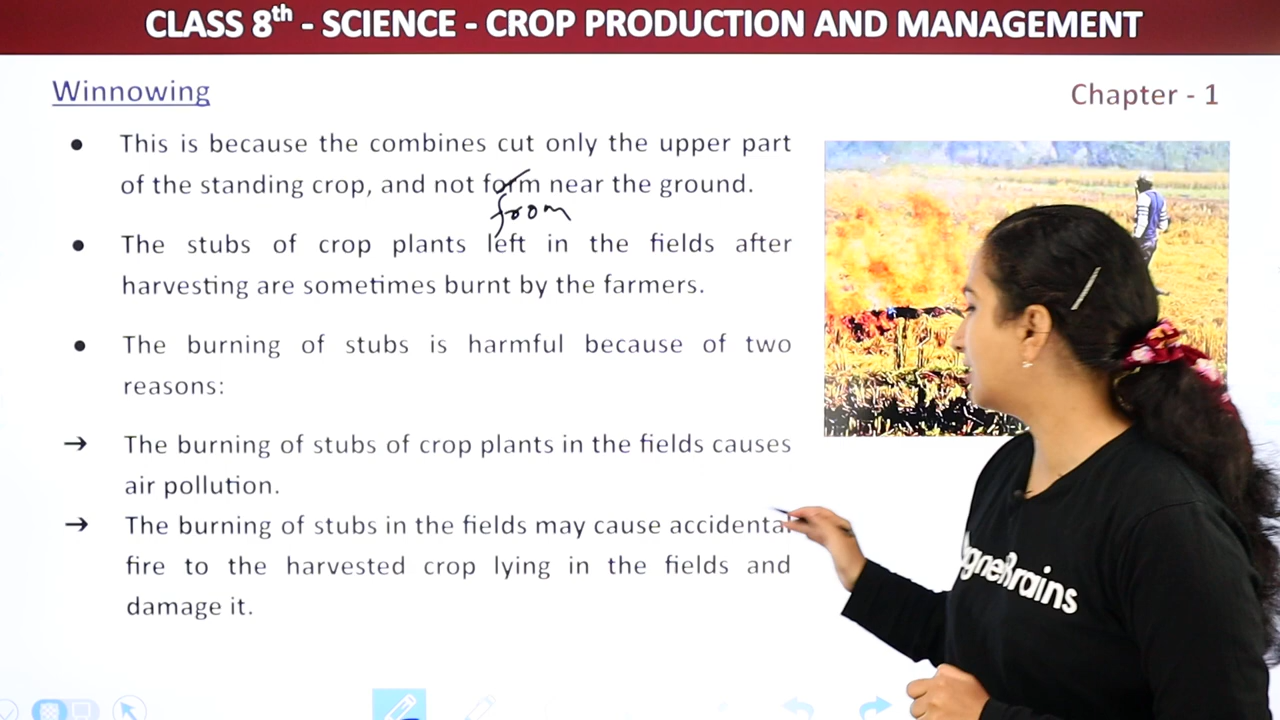 CLASS 8th - SCIENCE - CROP PRODUCTION AND MANAGEMENT
Winnowing
Chapter - 1
● This is because the combines cut only the upper part
of the standing crop, and not form near the ground.
from
● The stubs of crop plants left in the fields after
harvesting are sometimes burnt by the farmers.
● The burning of stubs is harmful because of two
reasons:
→ The burning of stubs of crop plants in the fields causes
air pollution.
→ The burning of stubs in the fields may cause accidental
fire to the harvested crop lying in the fields and
damage it.
gneBrains